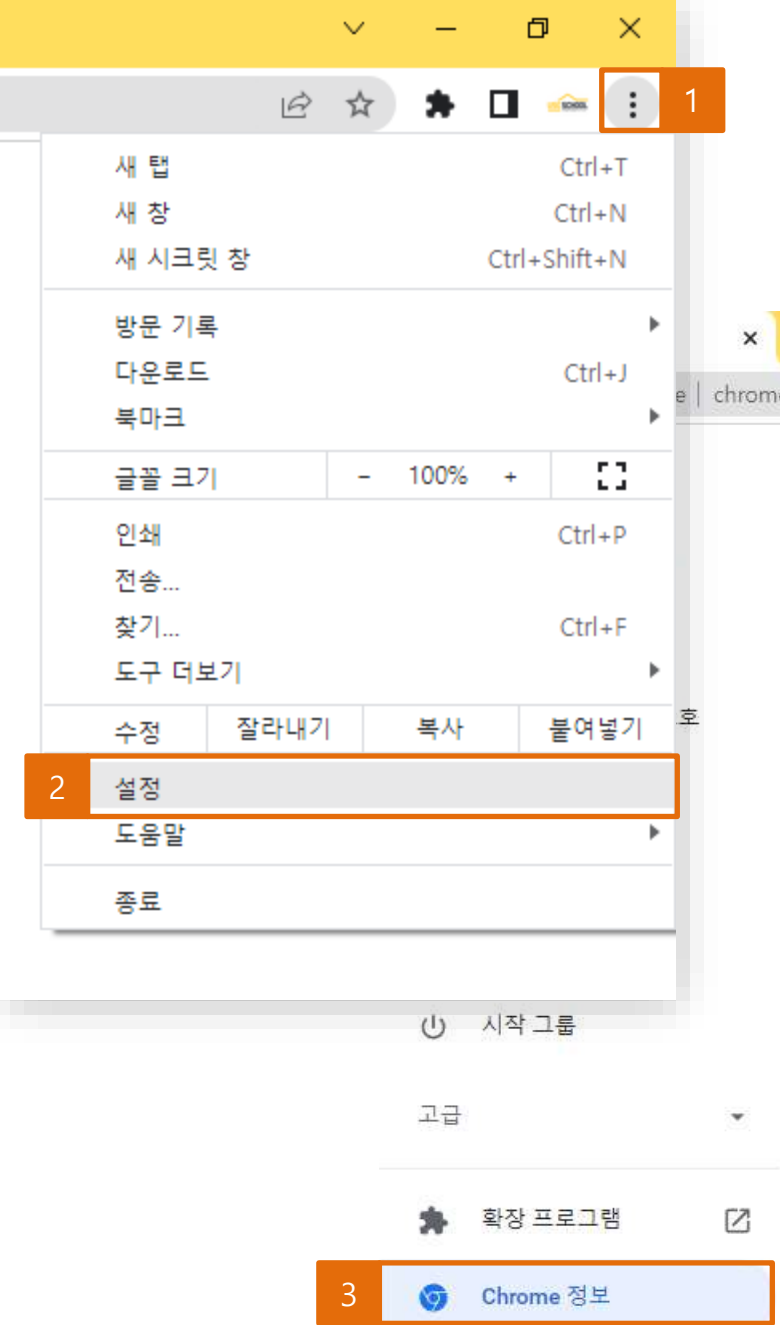 SCHOOL
1
새 탭 Ctrl+T
새 창 Ctrl+N
새 시크릿 창 Ctrl+Shift+N
방문 기록
다운로드 Ctrl+J
e | chrome
북마크
글꼴 크기 - 100% +
인쇄 Ctrl+P
전송...
찾기... Ctrl+F
도구 더보기
호
수정 잘라내기 복사 붙여넣기
2 설정
도움말
종료
시작 그룹
고급
확장 프로그램
3 Chrome 정보